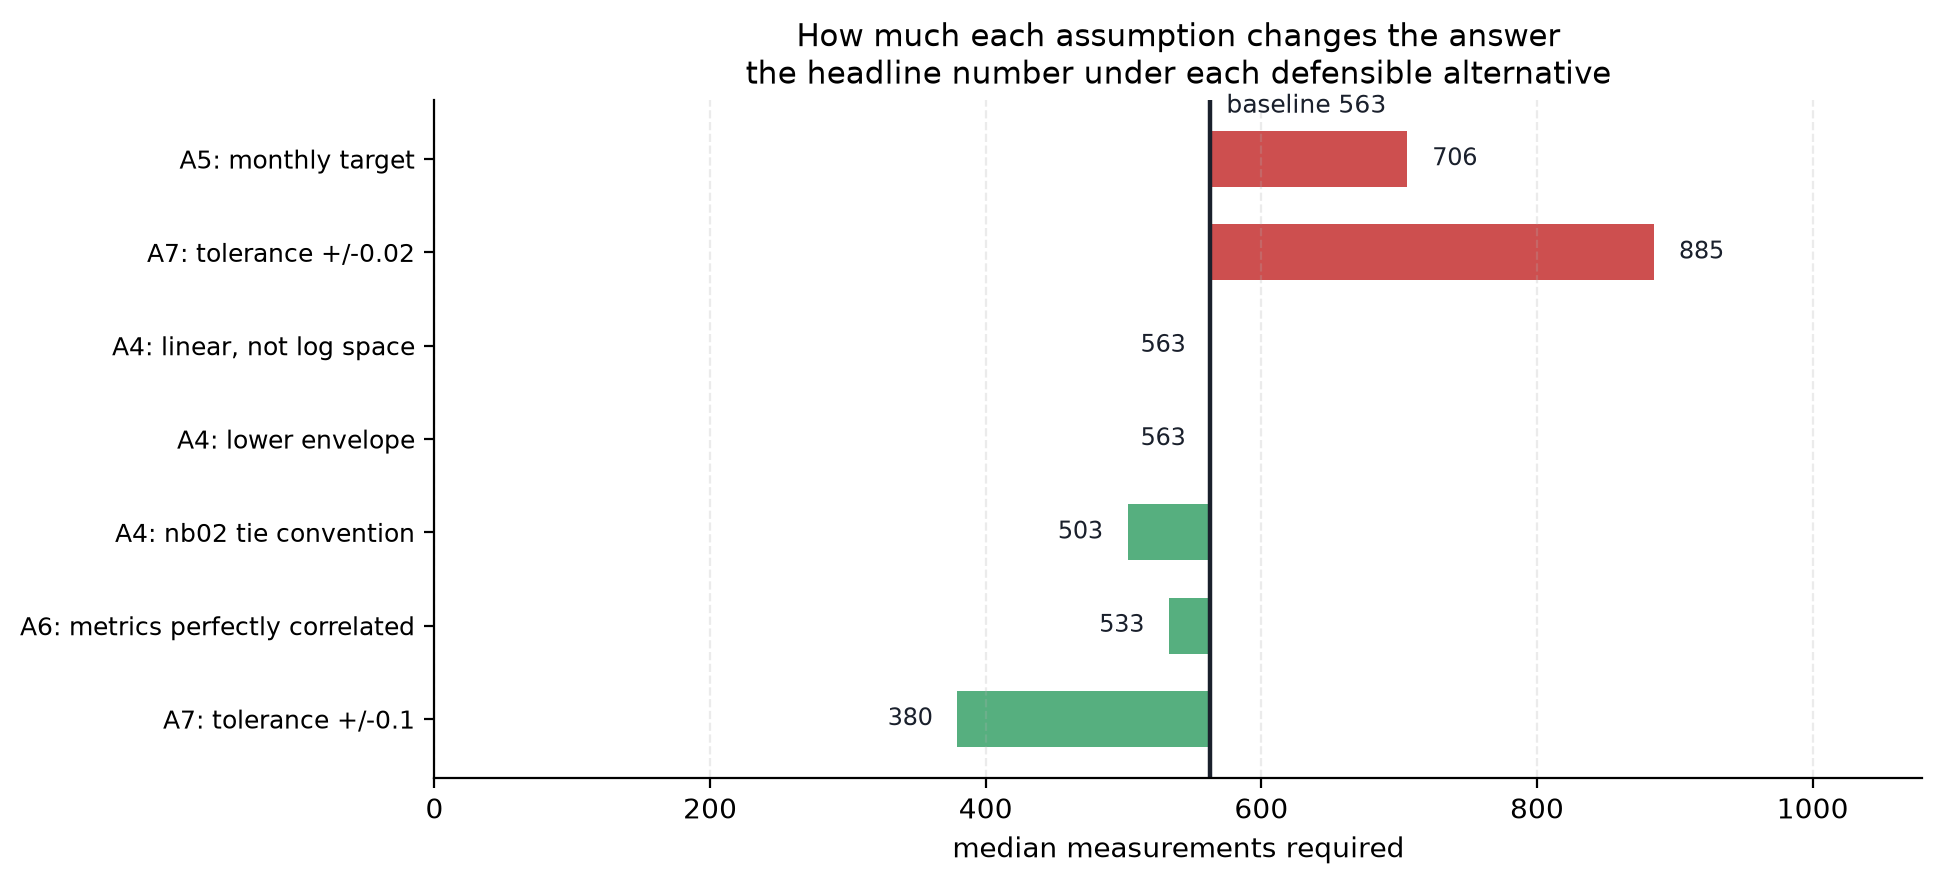 How much each assumption changes the answer
the headline number under each defensible alternative
baseline 563
A5: monthly target
706
A7: tolerance +/-0.02
885
A4: linear, not log space
563
A4: lower envelope
563
A4: nb02 tie convention
503
A6: metrics perfectly correlated
533
A7: tolerance +/-0.1
380
0
200
400
600
800
1000
median measurements required